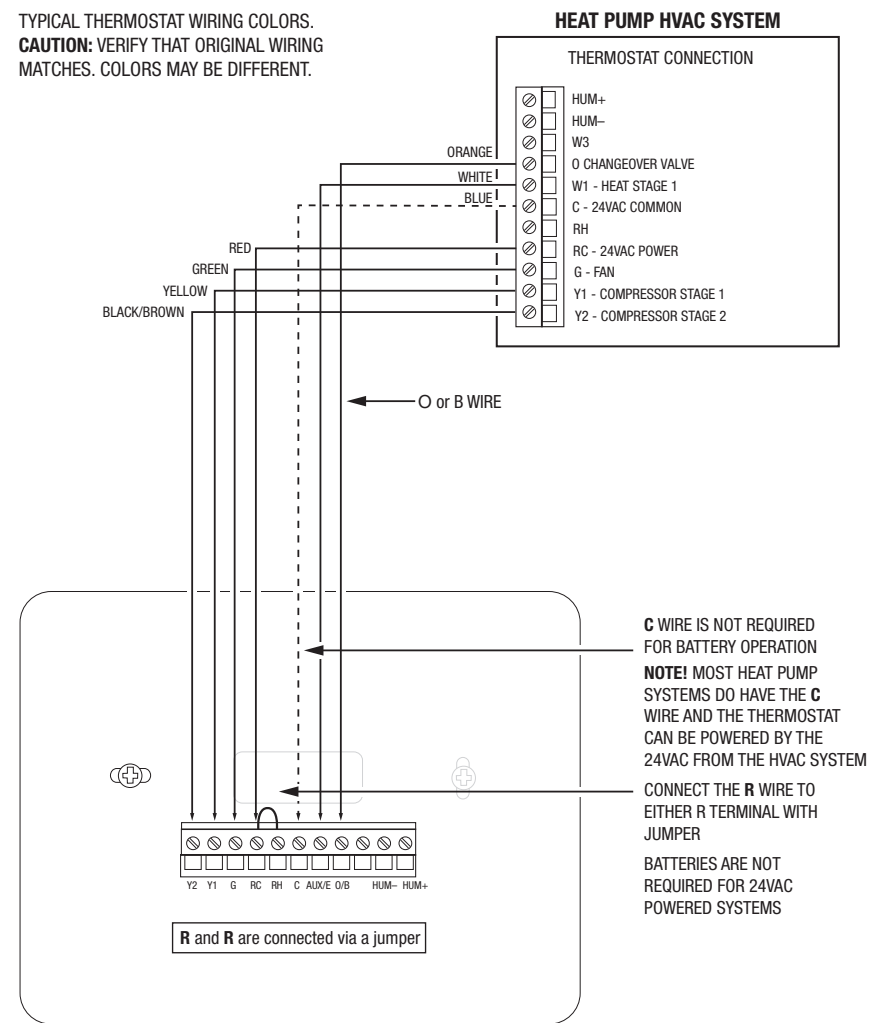 TYPICAL THERMOSTAT WIRING COLORS.
CAUTION: VERIFY THAT ORIGINAL WIRING
MATCHES. COLORS MAY BE DIFFERENT.
HEAT PUMP HVAC SYSTEM
THERMOSTAT CONNECTION
HUM+
HUM–
W3
ORANGE
O CHANGEOVER VALVE
WHITE
W1 - HEAT STAGE 1
BLUE
C - 24VAC COMMON
RH
RED
RC - 24VAC POWER
GREEN
G - FAN
YELLOW
Y1 - COMPRESSOR STAGE 1
BLACK/BROWN
Y2 - COMPRESSOR STAGE 2
O or B WIRE
C WIRE IS NOT REQUIRED
FOR BATTERY OPERATION
NOTE! MOST HEAT PUMP
SYSTEMS DO HAVE THE C
WIRE AND THE THERMOSTAT
CAN BE POWERED BY THE
24VAC FROM THE HVAC SYSTEM
CONNECT THE R WIRE TO
EITHER R TERMINAL WITH
JUMPER
BATTERIES ARE NOT
REQUIRED FOR 24VAC
POWERED SYSTEMS
Y2 Y1 G RC RH C AUX/E O/B HUM– HUM+
R and R are connected via a jumper